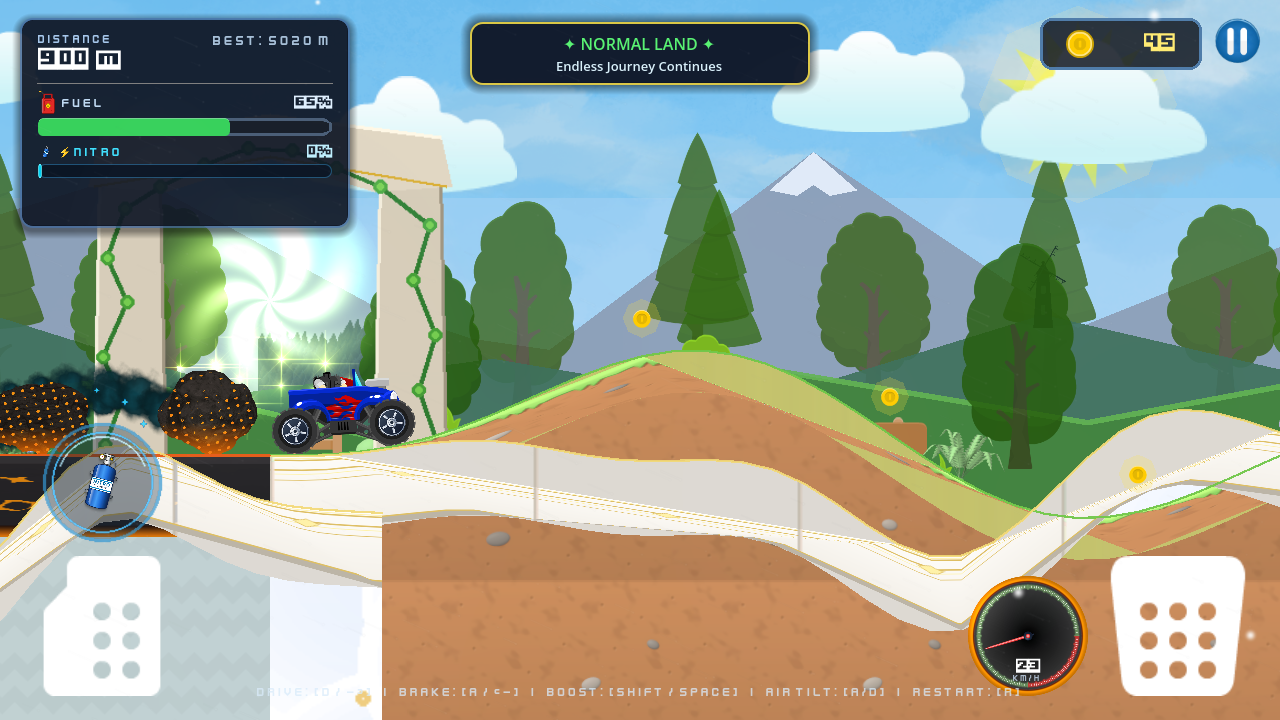 DISTANCE
BEST: 5020 M
900 m
FUEL
65%
⚡NITRO
0%
✦ NORMAL LAND ✦
Endless Journey Continues
45
23
KM/H
BRAKE: [A / <-] | BOOST: [SHIFT / SPACE] | AIR TILT: [A/D] | RESTART: [R]